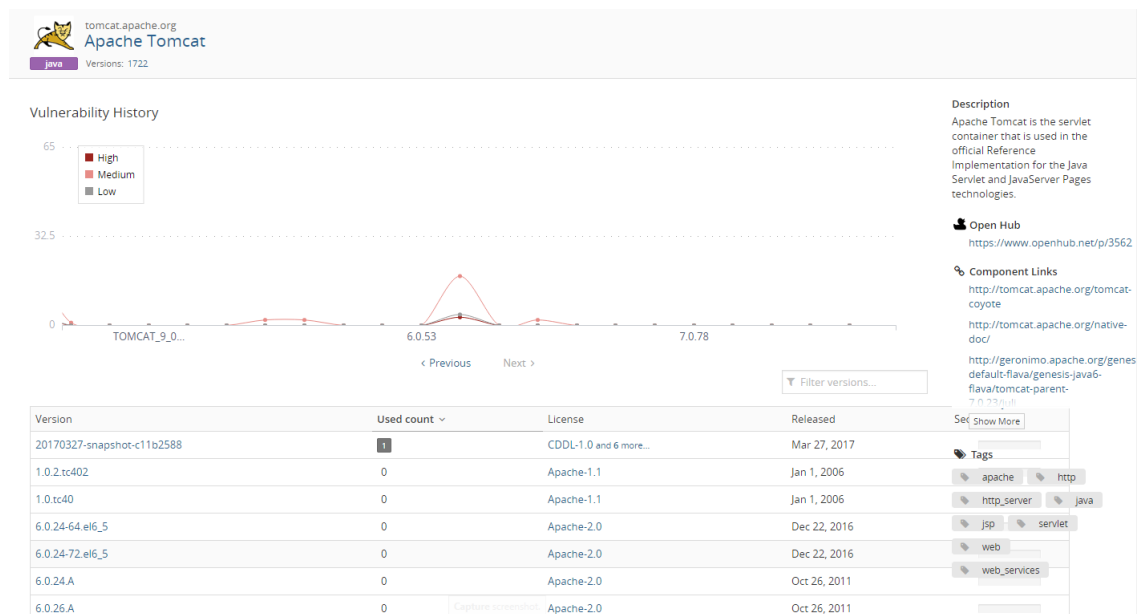 tomcat.apache.org
Apache Tomcat
java Versions: 1722
Vulnerability History
65
High
Medium
Low
32.5
0
TOMCAT_9_0... 6.0.53 7.0.78
< Previous Next >
Filter versions...
Version Used count License Released Sec
20170327-snapshot-c11b2588 1 CDDL-1.0 and 6 more... Mar 27, 2017
1.0.2.tc402 0 Apache-1.1 Jan 1, 2006
1.0.tc40 0 Apache-1.1 Jan 1, 2006
6.0.24-64.el6_5 0 Apache-2.0 Dec 22, 2016
6.0.24-72.el6_5 0 Apache-2.0 Dec 22, 2016
6.0.24.A 0 Apache-2.0 Oct 26, 2011
6.0.26.A 0 Apache-2.0 Oct 26, 2011
Capture screenshot
Description
Apache Tomcat is the servlet
container that is used in the
official Reference
Implementation for the Java
Servlet and JavaServer Pages
technologies.
Open Hub
https://www.openhub.net/p/3562
Component Links
http://tomcat.apache.org/tomcat-
coyote
http://tomcat.apache.org/native-
doc/
http://geronimo.apache.org/genes
default-flava/genesis-java6-
flava/tomcat-parent-
7.0.23/juli
Show More
Tags
apache http
http_server java
jsp servlet
web
web_services